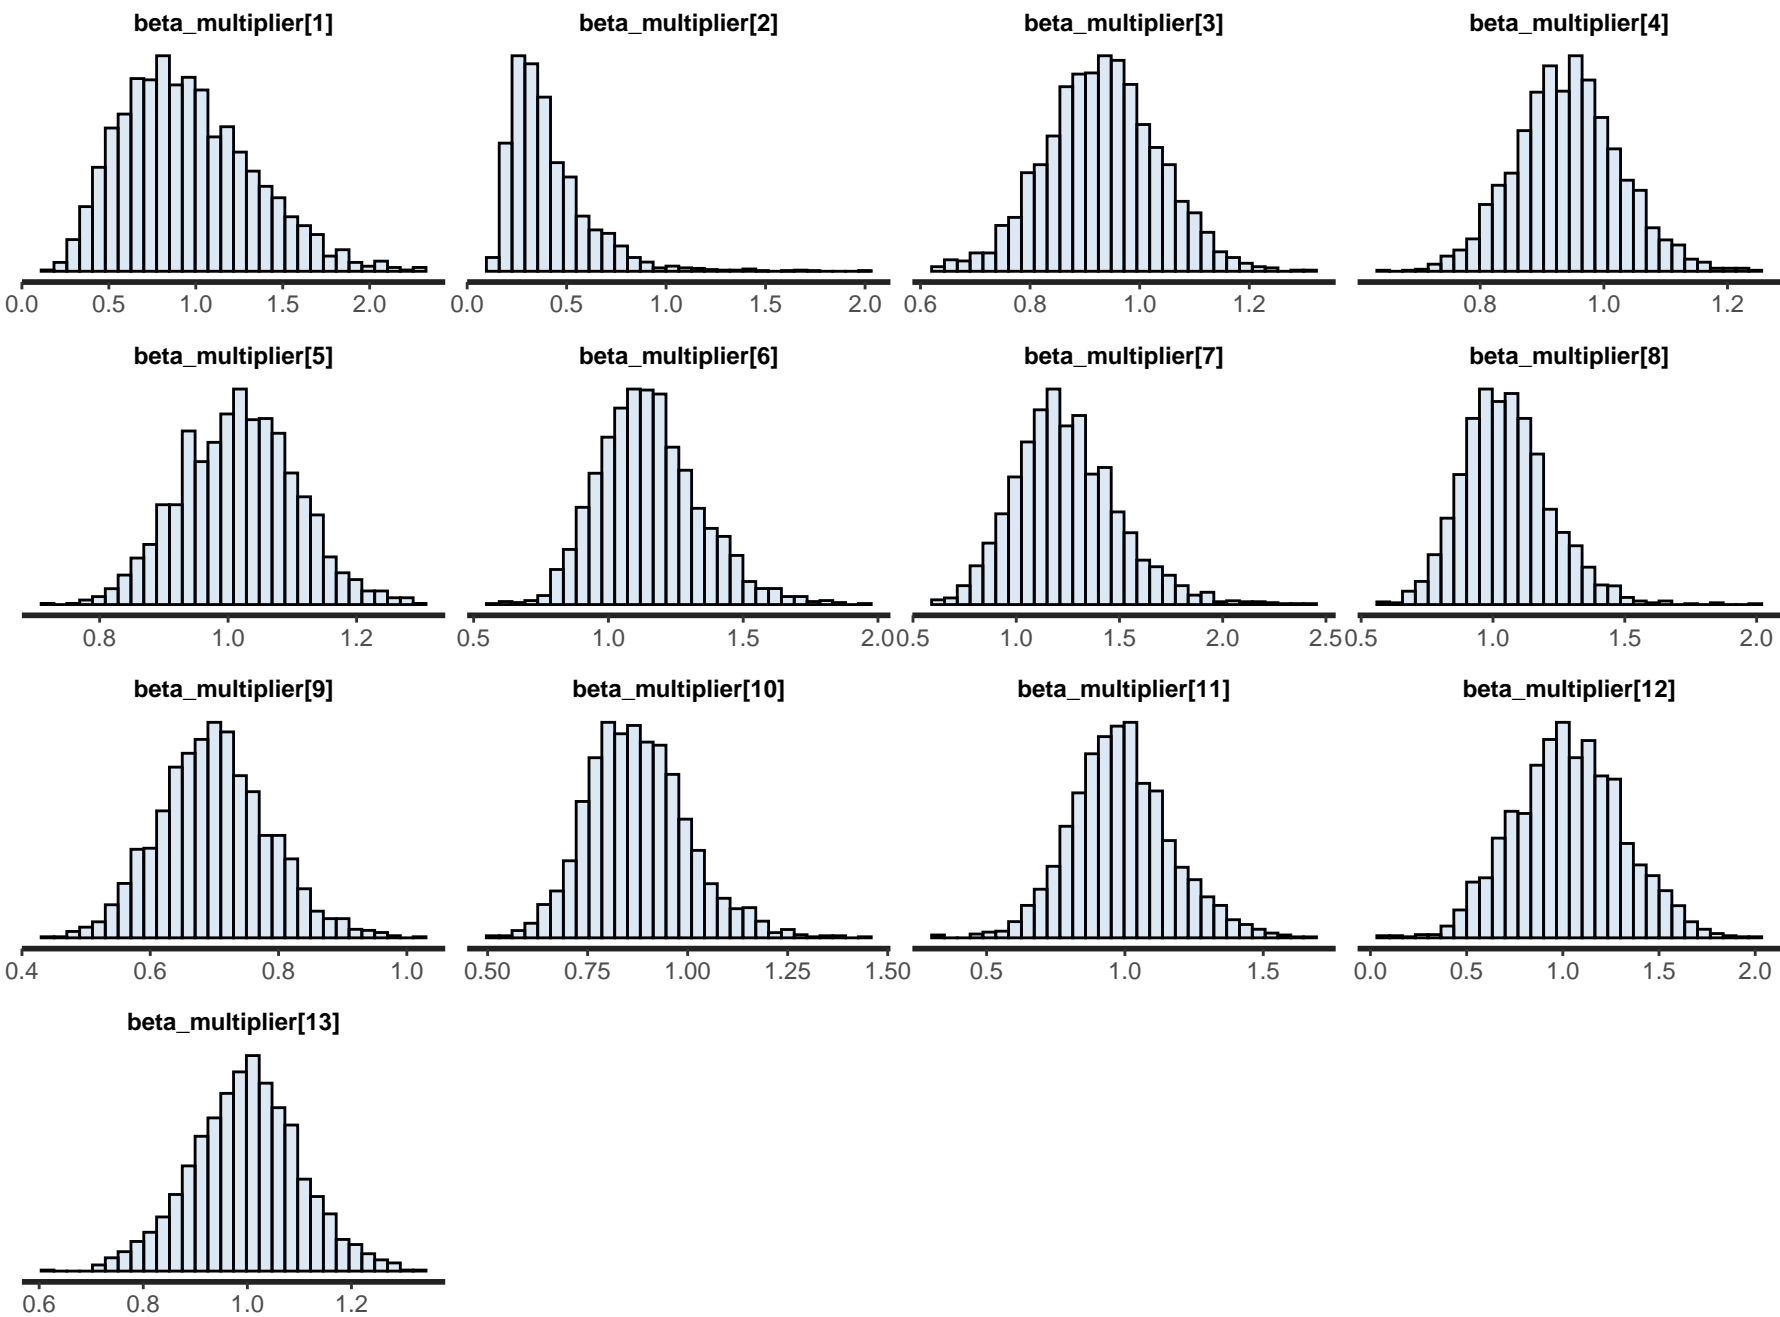 beta_multiplier[1] beta_multiplier[2] beta_multiplier[3] beta_multiplier[4]
0.0 0.5 1.0 1.5 2.0 0.0 0.5 1.0 1.5 2.0 0.6 0.8 1.0 1.2 0.8 1.0 1.2
beta_multiplier[5] beta_multiplier[6] beta_multiplier[7] beta_multiplier[8]
0.8 1.0 1.2 0.5 1.0 1.5 2.0 0.5 1.0 1.5 2.0 2.5 0.5 1.0 1.5 2.0
beta_multiplier[9] beta_multiplier[10] beta_multiplier[11] beta_multiplier[12]
0.4 0.6 0.8 1.0 0.50 0.75 1.00 1.25 1.50 0.5 1.0 1.5 0.0 0.5 1.0 1.5 2.0
beta_multiplier[13]
0.6 0.8 1.0 1.2